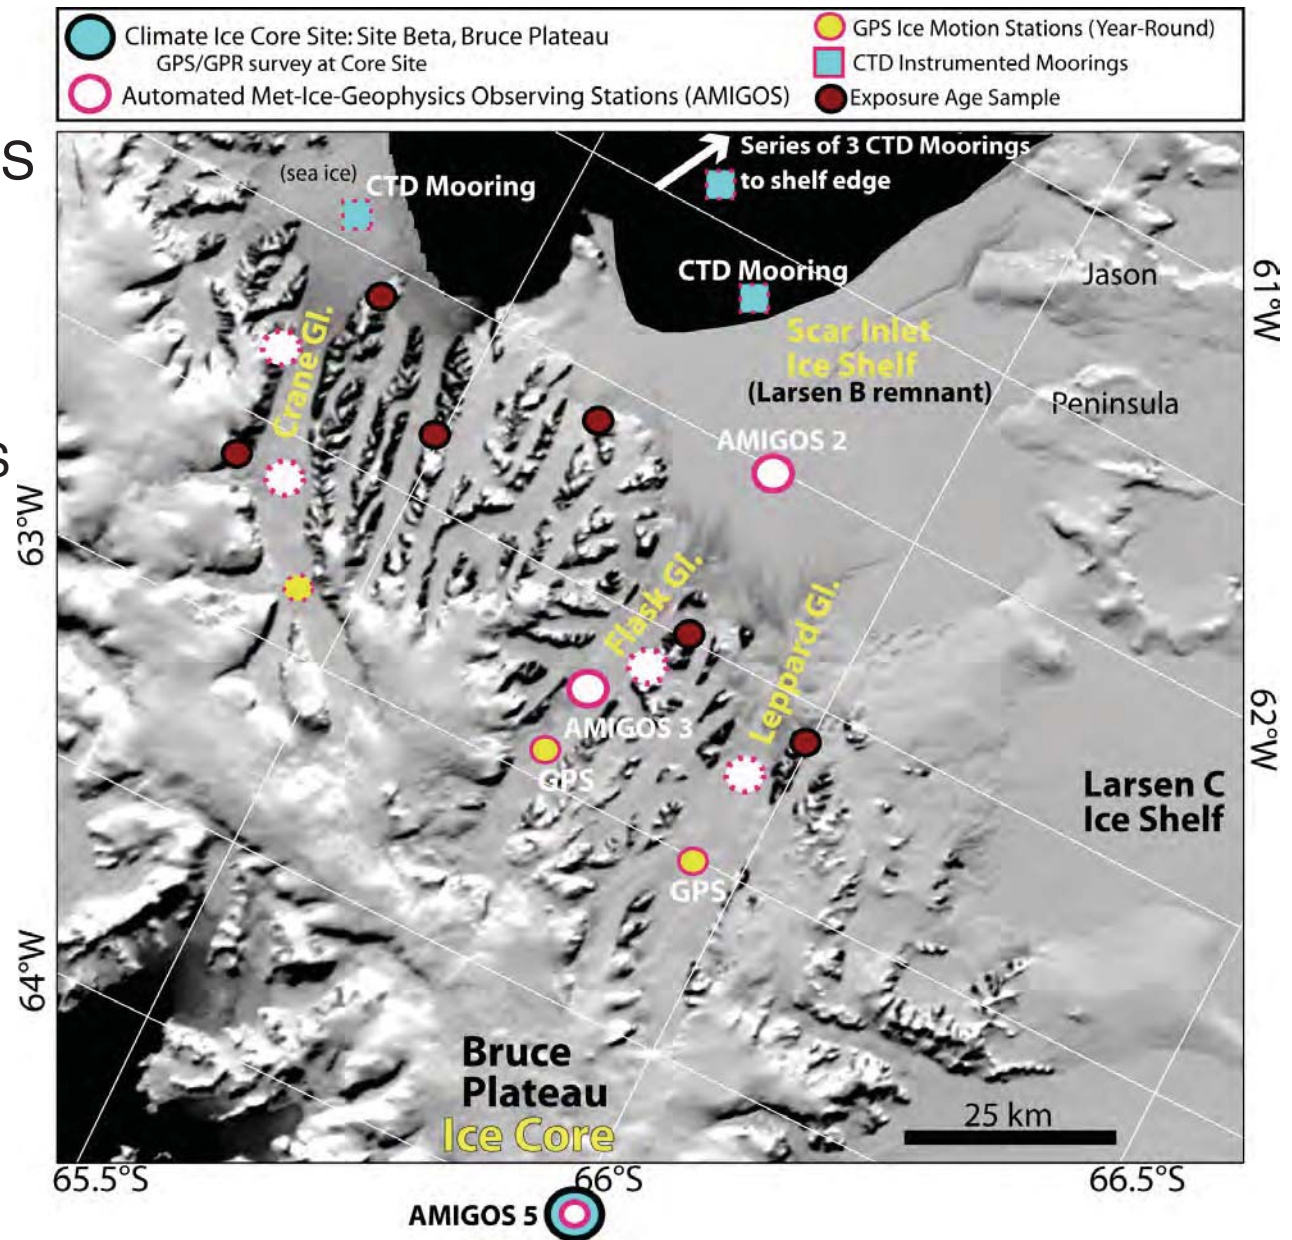 Climate Ice Core Site: Site Beta, Bruce Plateau
GPS/GPR survey at Core Site
Automated Met-Ice-Geophysics Observing Stations (AMIGOS)
GPS Ice Motion Stations (Year-Round)
CTD Instrumented Moorings
Exposure Age Sample
S
s
(sea ice)
CTD Mooring
Series of 3 CTD Moorings
to shelf edge
CTD Mooring
Jason
61°W
Scar Inlet
Ice Shelf
(Larsen B remnant)
Peninsula
Crane Gl.
AMIGOS 2
63°W
Flask Gl.
Leppard Gl.
AMIGOS 3
GPS
62°W
Larsen C
Ice Shelf
GPS
64°W
Bruce
Plateau
Ice Core
25 km
65.5°S
66°S
66.5°S
AMIGOS 5